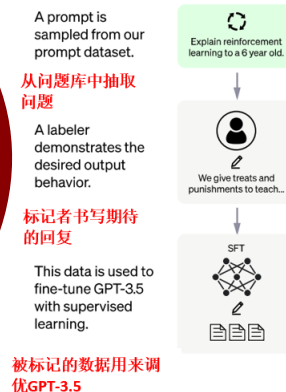 A prompt is
sampled from our
prompt dataset.
从问题库中抽取
问题
Explain reinforcement
learning to a 6 year old.
A labeler
demonstrates the
desired output
behavior.
标记者书写期待
的回复
We give treats and
punishments to teach...
This data is used to
fine-tune GPT-3.5
with supervised
learning.
被标记的数据用来调
优GPT-3.5
SFT